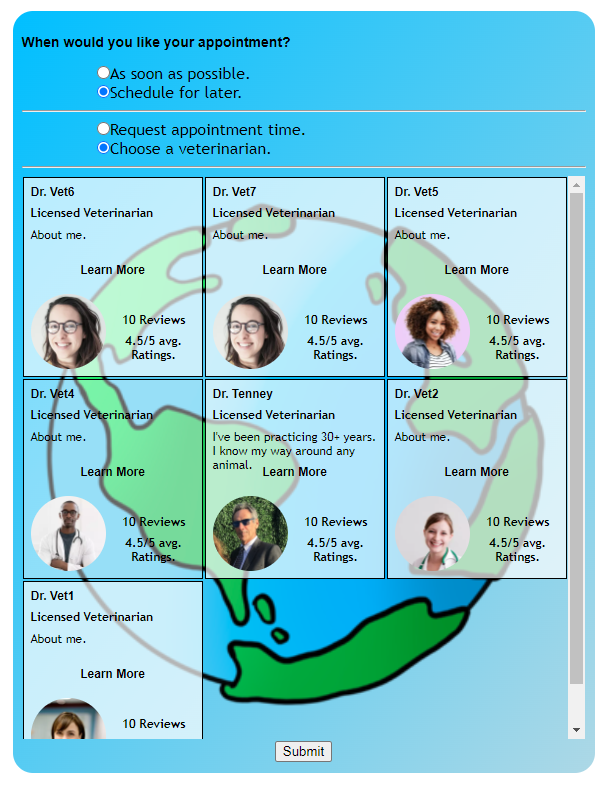 When would you like your appointment?
As soon as possible.
Schedule for later.
Request appointment time.
Choose a veterinarian.
Dr. Vet6
Licensed Veterinarian
About me.
Learn More
10 Reviews
4.5/5 avg.
Ratings.
Dr. Vet7
Licensed Veterinarian
About me.
Learn More
10 Reviews
4.5/5 avg.
Ratings.
Dr. Vet5
Licensed Veterinarian
About me.
Learn More
10 Reviews
4.5/5 avg.
Ratings.
Dr. Vet4
Licensed Veterinarian
About me.
Learn More
10 Reviews
4.5/5 avg.
Ratings.
Dr. Tenney
Licensed Veterinarian
I've been practicing 30+ years.
I know my way around any
animal.
Learn More
10 Reviews
4.5/5 avg.
Ratings.
Dr. Vet2
Licensed Veterinarian
About me.
Learn More
10 Reviews
4.5/5 avg.
Ratings.
Dr. Vet1
Licensed Veterinarian
About me.
Learn More
10 Reviews
Submit